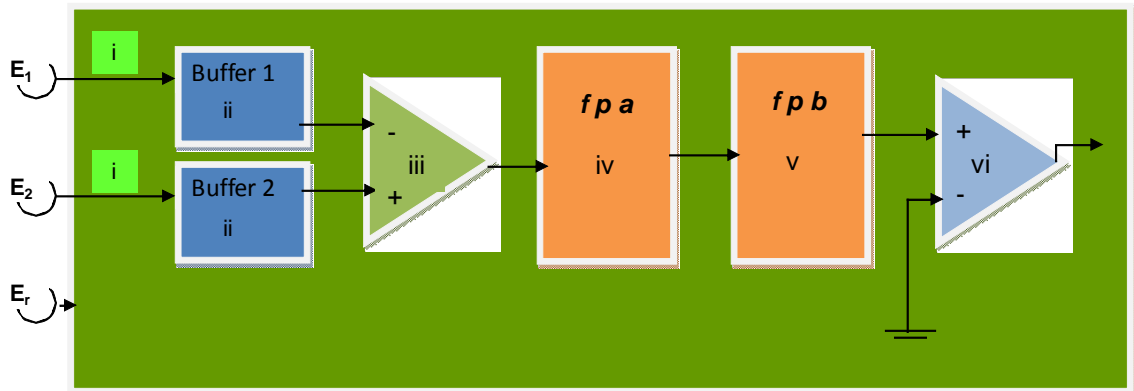 E1
i
Buffer 1
ii
E2
i
Buffer 2
ii
Er
-
iii
+
f p a
iv
f p b
v
+
vi
-